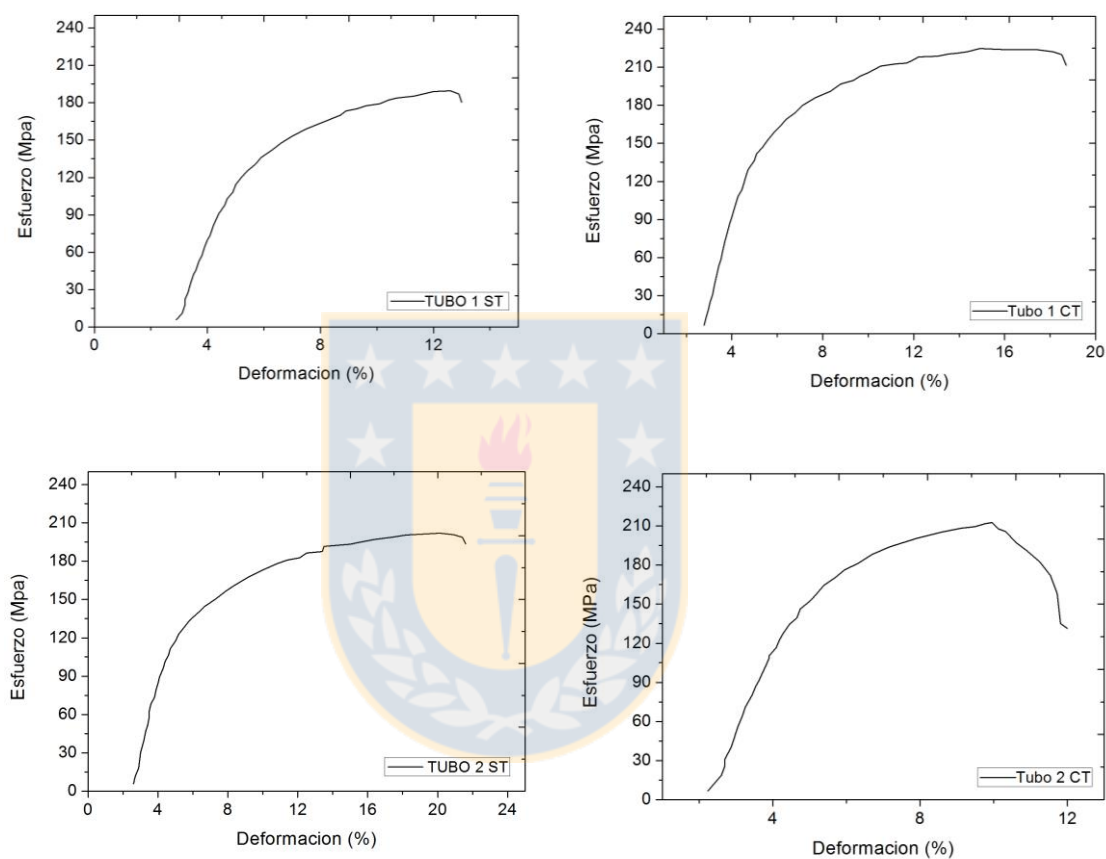 240
210
180
150
120
90
60
30
0
Esfuerzo (Mpa)
TUBO 1 ST
0 4 8 12
Deformacion (%)
240
210
180
150
120
90
60
30
0
Esfuerzo (Mpa)
Tubo 1 CT
4 8 12 16 20
Deformacion (%)
240
210
180
150
120
90
60
30
0
Esfuerzo (Mpa)
TUBO 2 ST
0 4 8 12 16 20 24
Deformacion (%)
240
210
180
150
120
90
60
30
0
Esfuerzo (MPa)
Tubo 2 CT
4 8 12
Deformacion (%)